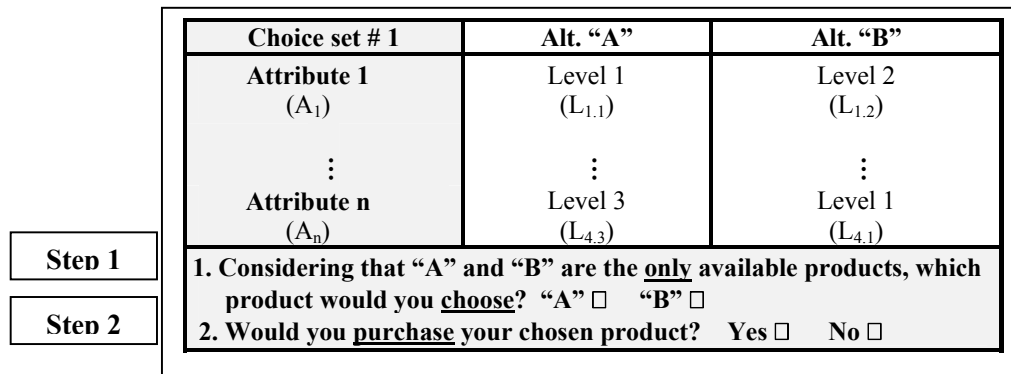 Choice set # 1 Alt. “A” Alt. “B”
Attribute 1 Level 1 Level 2
(A1) (L1.1) (L1.2)
⋮ ⋮ ⋮
Attribute n Level 3 Level 1
(An) (L4.3) (L4.1)
Step 1
1. Considering that “A” and “B” are the only available products, which
product would you choose? “A” □ “B” □
Step 2
2. Would you purchase your chosen product? Yes □ No □